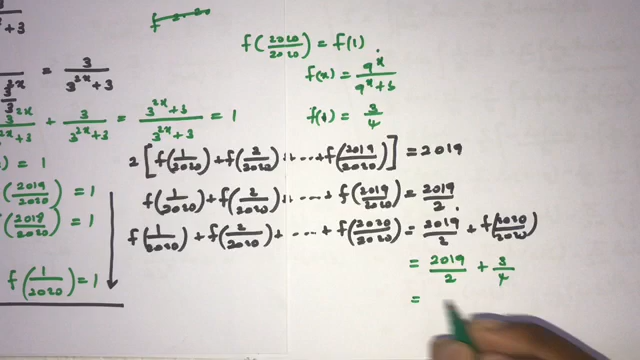 f(2020/2020) = f(1)
f(x) = 9^x/(9^x+3)
= 3/(3^2x+3)
f(1) = 3/4
3^2x/(3^2x+3) + 3/(3^2x+3) = (3^2x+3)/(3^2x+3) = 1
2[f(1/2020)+f(2/2020)+...+f(2019/2020)] = 2019
) = 1
f(1/2020)+f(2/2020)+...+f(2019/2020) = 2019/2
(2019/2020) = 1
f(1/2020)+f(2/2020)+...+f(2020/2020) = 2019/2 + f(2020/2020)
f(2018/2020) = 1
= 2019/2 + 3/4
f(1/2020) = 1
=